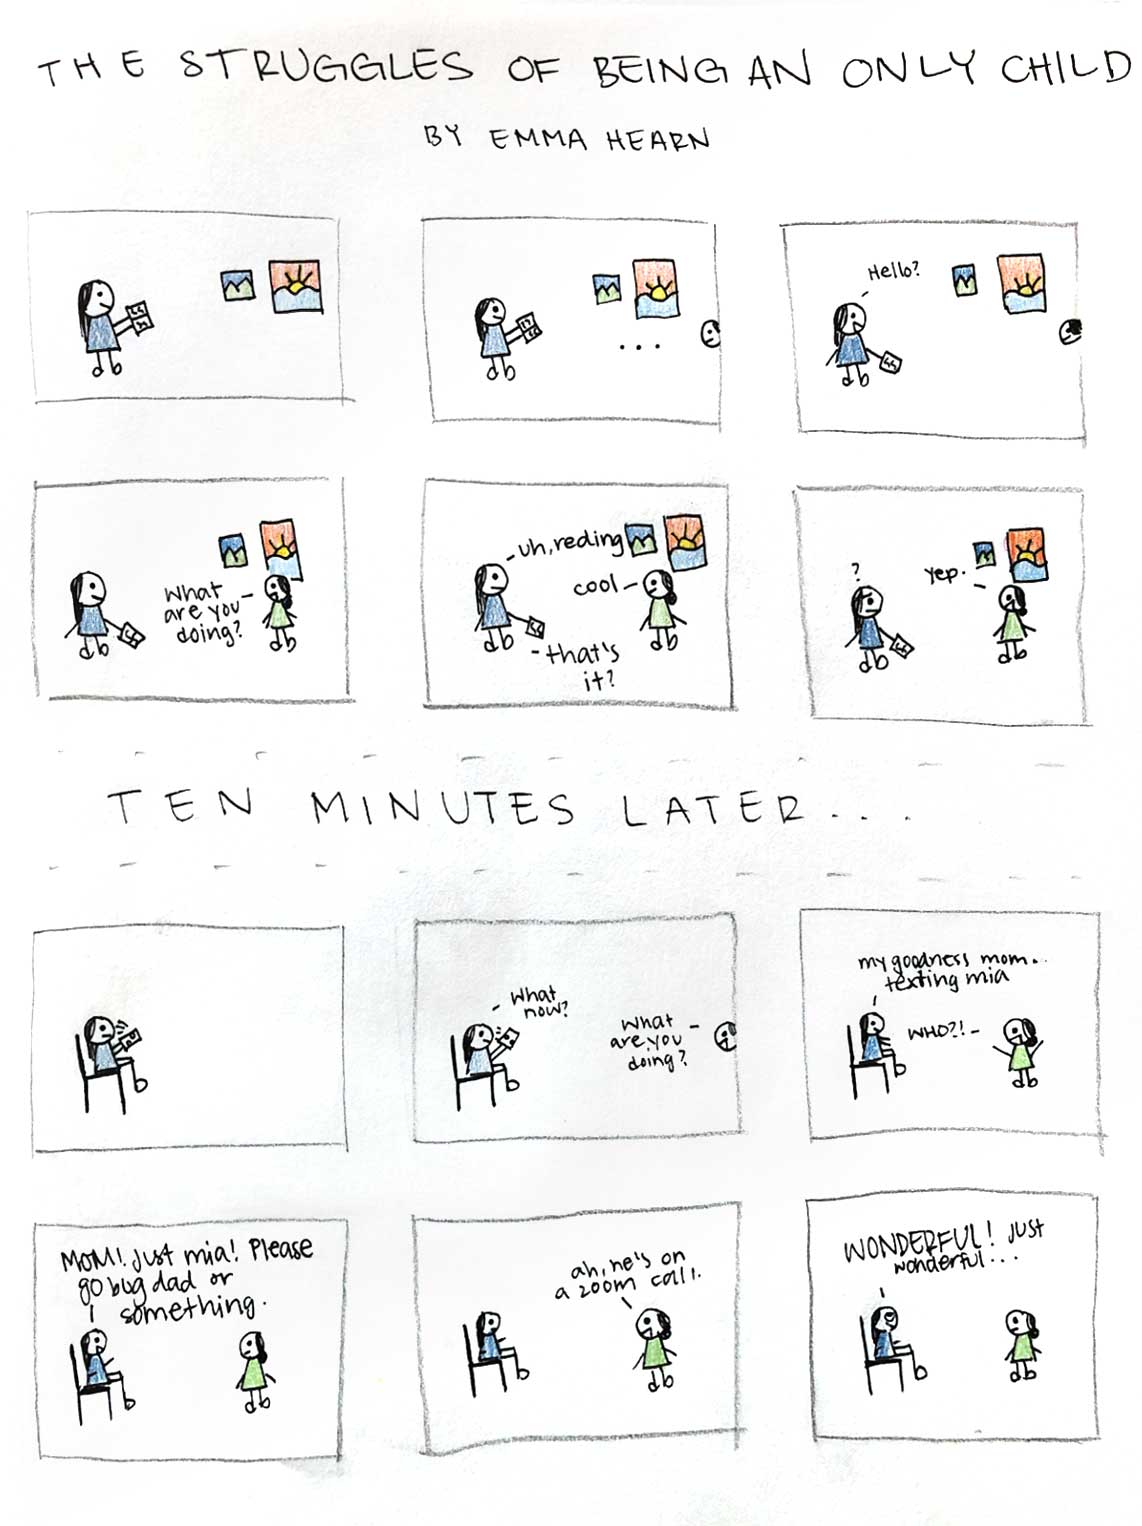 THE STRUGGLES OF BEING AN ONLY CHILD
BY EMMA HEARN
...
Hello?
What
are you
doing?
uh, reding
cool
that's
it?
?
yep.
TEN MINUTES LATER...
What
now?
What
are you
doing?
my goodness mom..
texting mia
WHO?!
MOM! Just mia! Please
go bug dad or
something.
ah, he's on
a zoom call.
WONDERFUL! Just
wonderful...